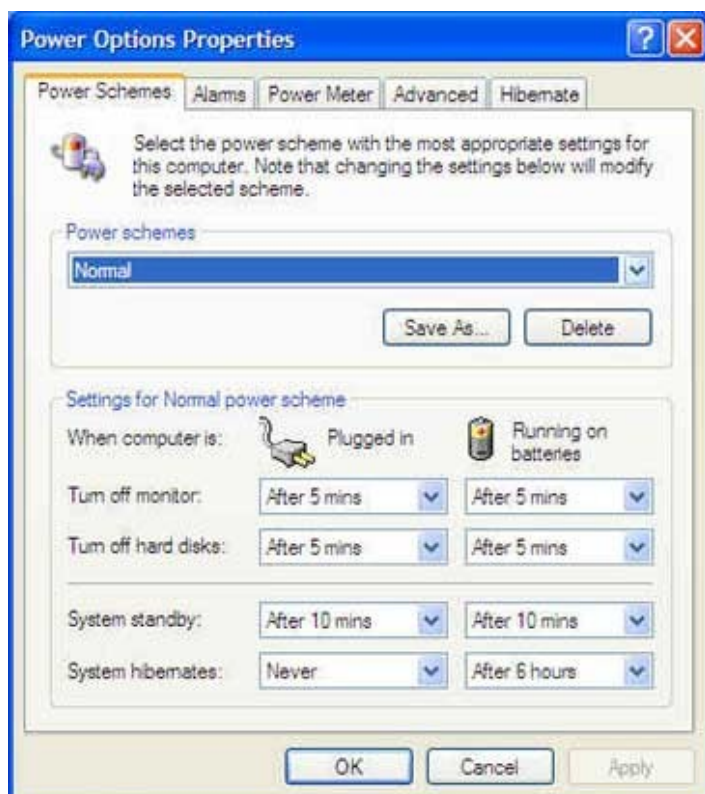 Power Options Properties
Power Schemes Alarms Power Meter Advanced Hibernate
Select the power scheme with the most appropriate settings for
this computer. Note that changing the settings below will modify
the selected scheme.
Power schemes
Normal
Save As... Delete
Settings for Normal power scheme
When computer is: Plugged in Running on
batteries
Turn off monitor: After 5 mins After 5 mins
Turn off hard disks: After 5 mins After 5 mins
System standby: After 10 mins After 10 mins
System hibernates: Never After 6 hours
OK Cancel Apply